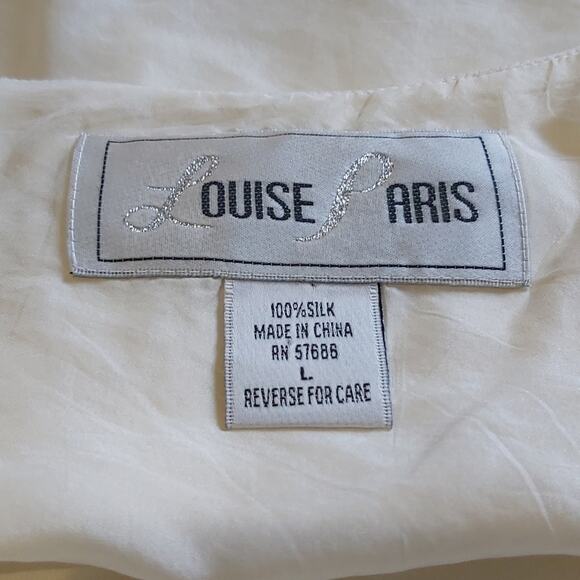 LOUISE PARIS
100%SILK
MADE IN CHINA
RN 57686
L.
REVERSE FOR CARE